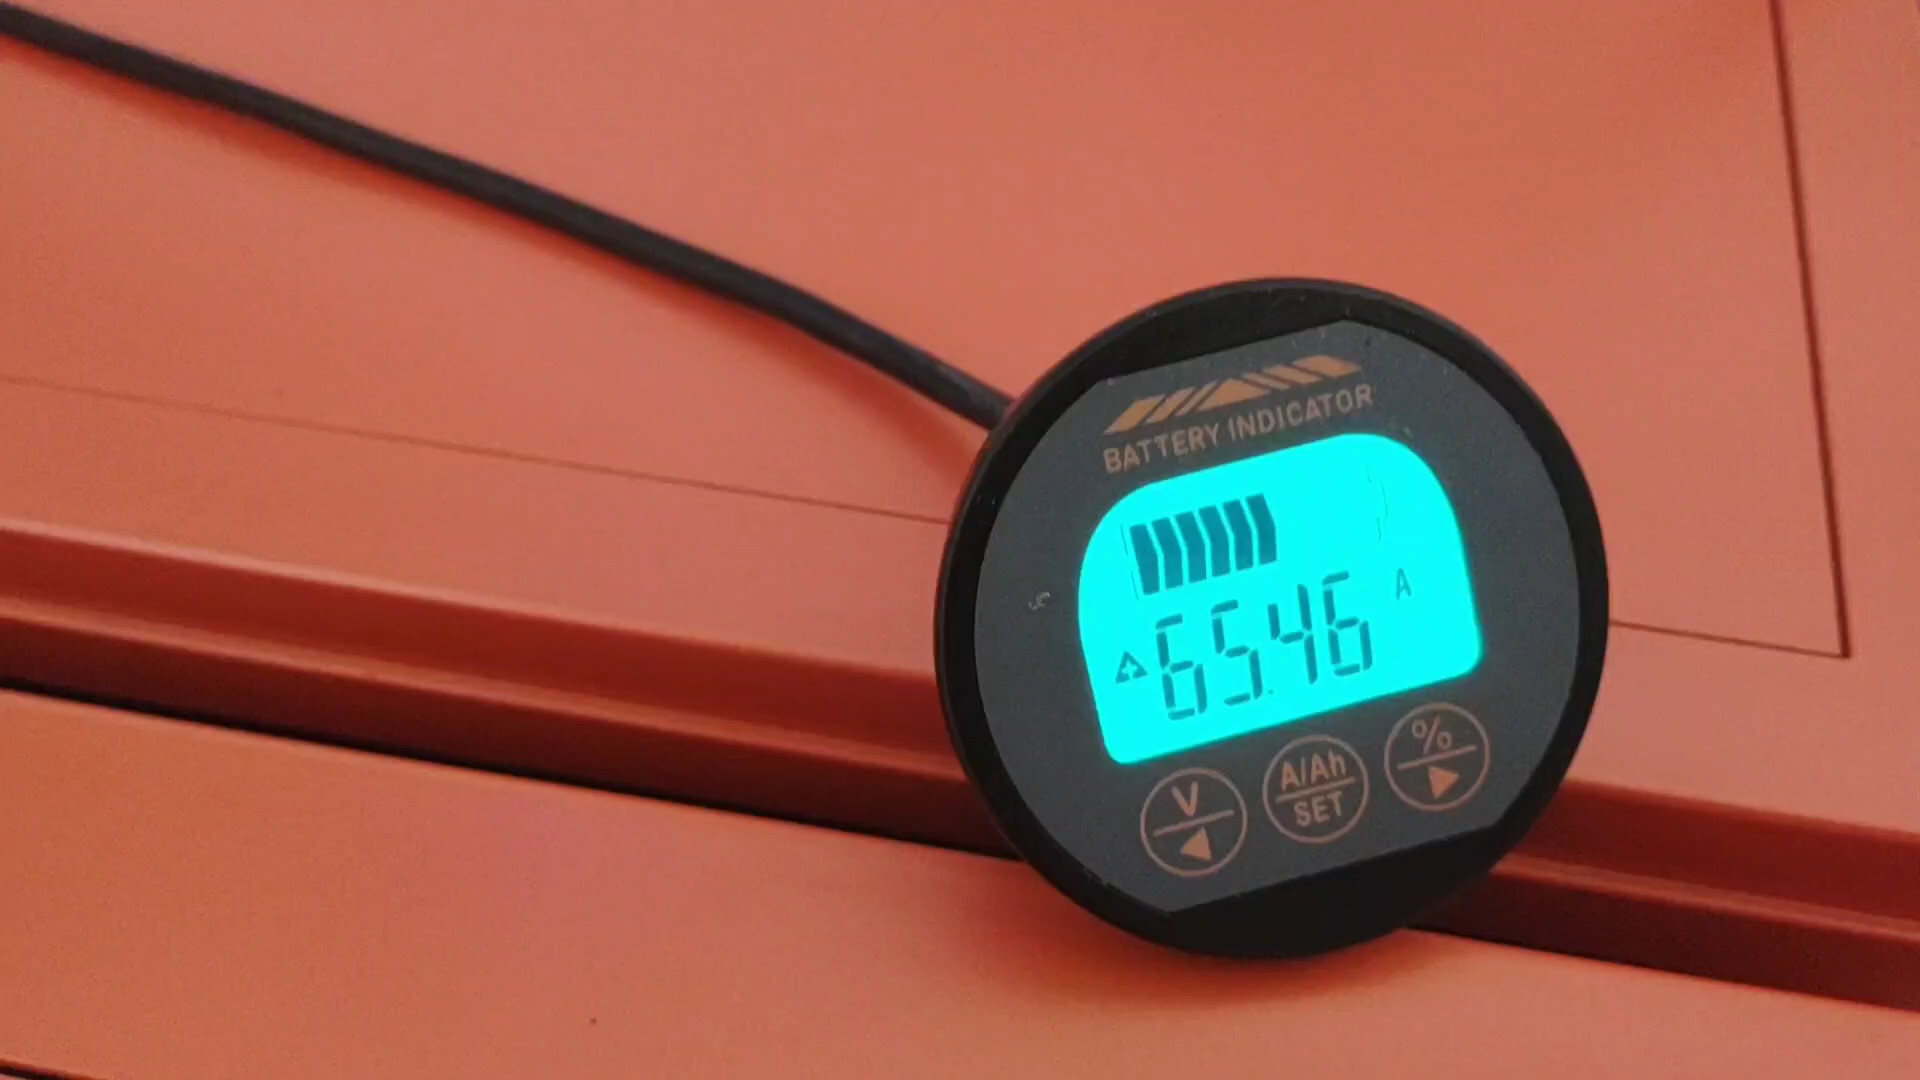 BATTERY INDICATOR
65.46 A
V A/Ah %
SET